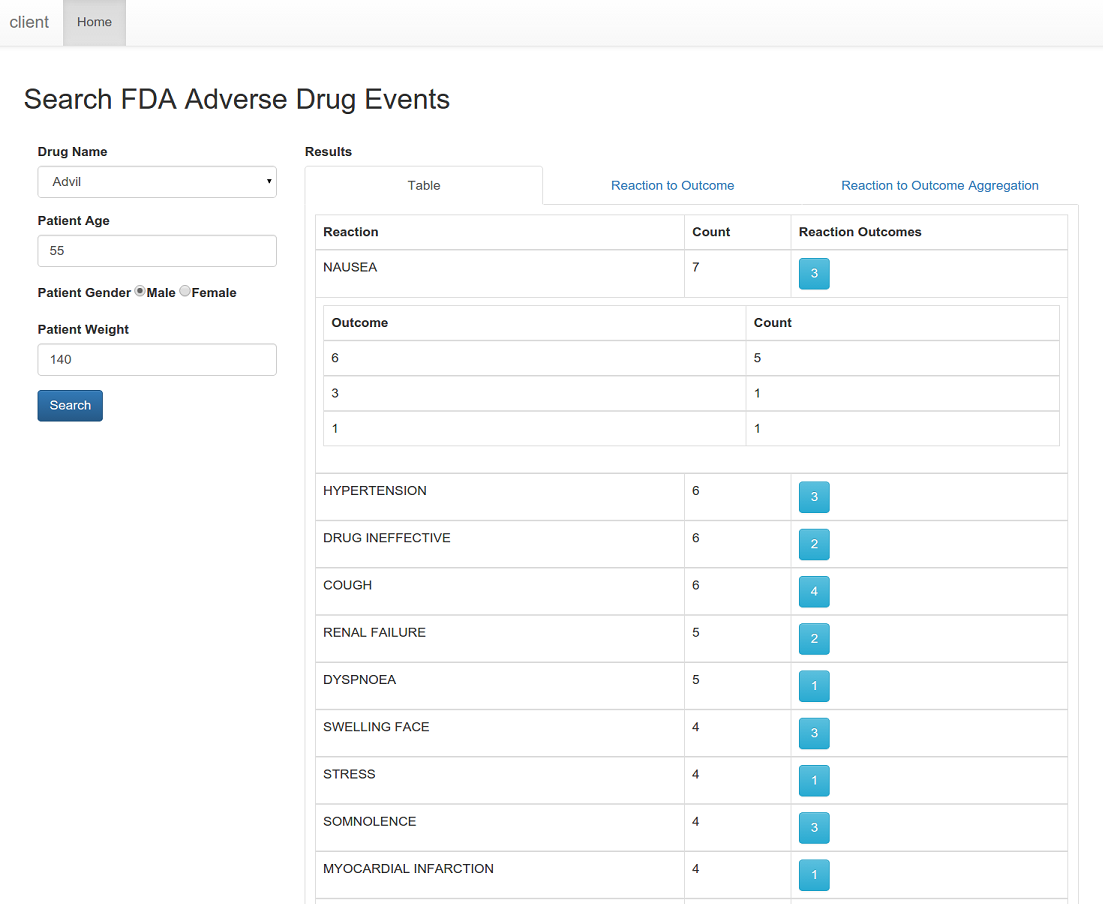 client Home
Search FDA Adverse Drug Events
Drug Name
Advil
Patient Age
55
Patient Gender Male Female
Patient Weight
140
Search
Results
Table Reaction to Outcome Reaction to Outcome Aggregation
Reaction Count Reaction Outcomes
NAUSEA 7 3
Outcome Count
6 5
3 1
1 1
HYPERTENSION 6 3
DRUG INEFFECTIVE 6 2
COUGH 6 4
RENAL FAILURE 5 2
DYSPNOEA 5 1
SWELLING FACE 4 3
STRESS 4 1
SOMNOLENCE 4 3
MYOCARDIAL INFARCTION 4 1